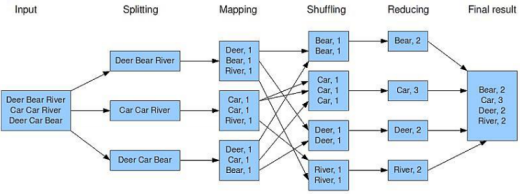 Input
Splitting
Mapping
Shuffling
Reducing
Final result
Deer Bear River
Car Car River
Deer Car Bear
Deer Bear River
Car Car River
Deer Car Bear
Deer, 1
Bear, 1
River, 1
Car, 1
Car, 1
River, 1
Deer, 1
Car, 1
Bear, 1
Bear, 1
Bear, 1
Car, 1
Car, 1
Car, 1
Deer, 1
Deer, 1
River, 1
River, 1
Bear, 2
Car, 3
Deer, 2
River, 2
Bear, 2
Car, 3
Deer, 2
River, 2